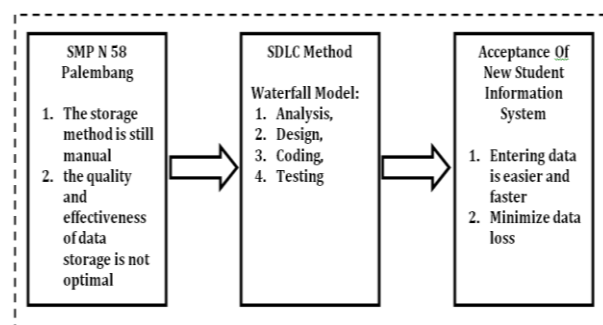 SMP N 58
Palembang
1. The storage
method is still
manual
2. the quality
and
effectiveness
of data
storage is not
optimal
SDLC Method
Waterfall Model:
1. Analysis,
2. Design,
3. Coding,
4. Testing
Acceptance Of
New Student
Information
System
1. Entering data
is easier and
faster
2. Minimize data
loss